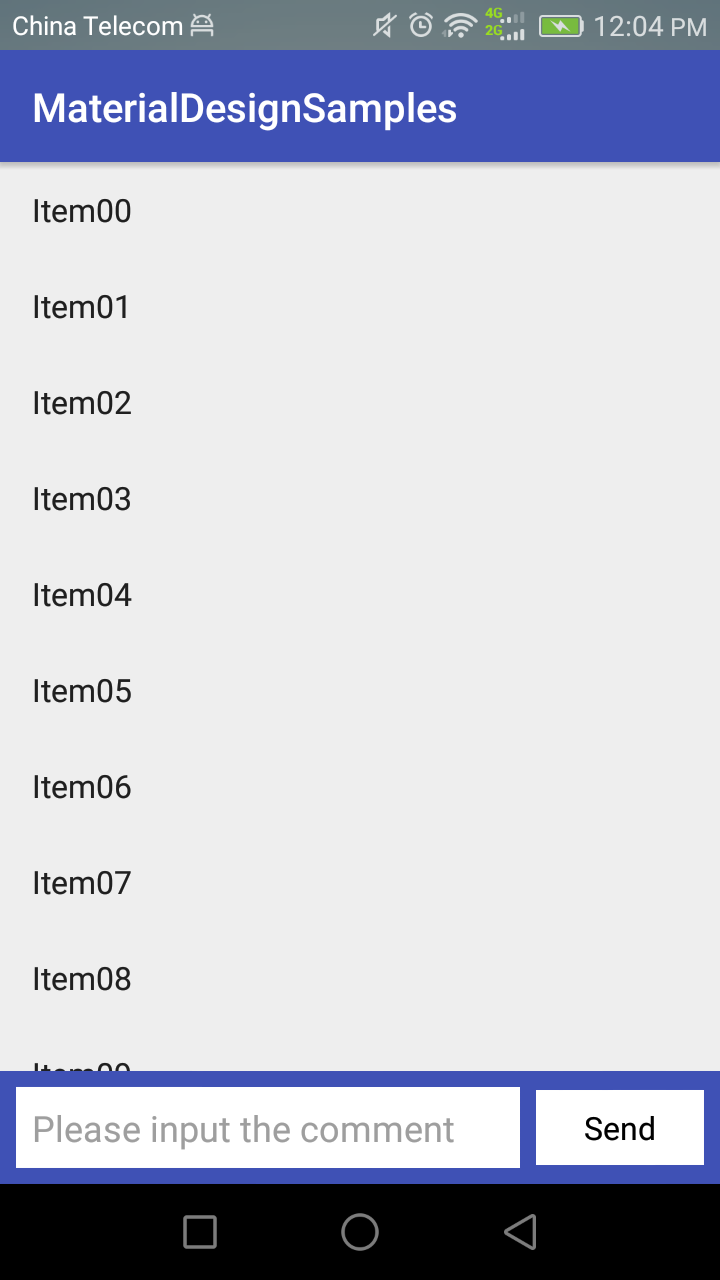 China Telecom 4G 2G 12:04 PM
MaterialDesignSamples
Item00
Item01
Item02
Item03
Item04
Item05
Item06
Item07
Item08
Item09
Please input the comment Send